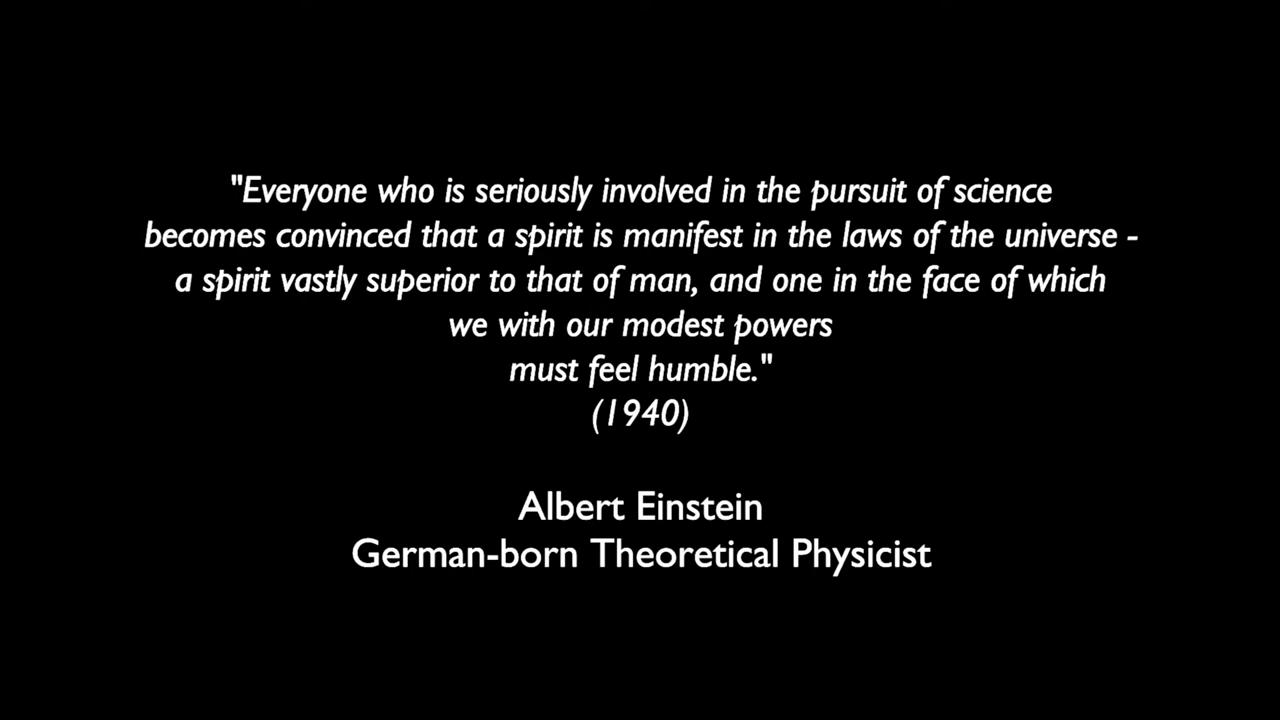 "Everyone who is seriously involved in the pursuit of science
becomes convinced that a spirit is manifest in the laws of the universe -
a spirit vastly superior to that of man, and one in the face of which
we with our modest powers
must feel humble."
(1940)
Albert Einstein
German-born Theoretical Physicist